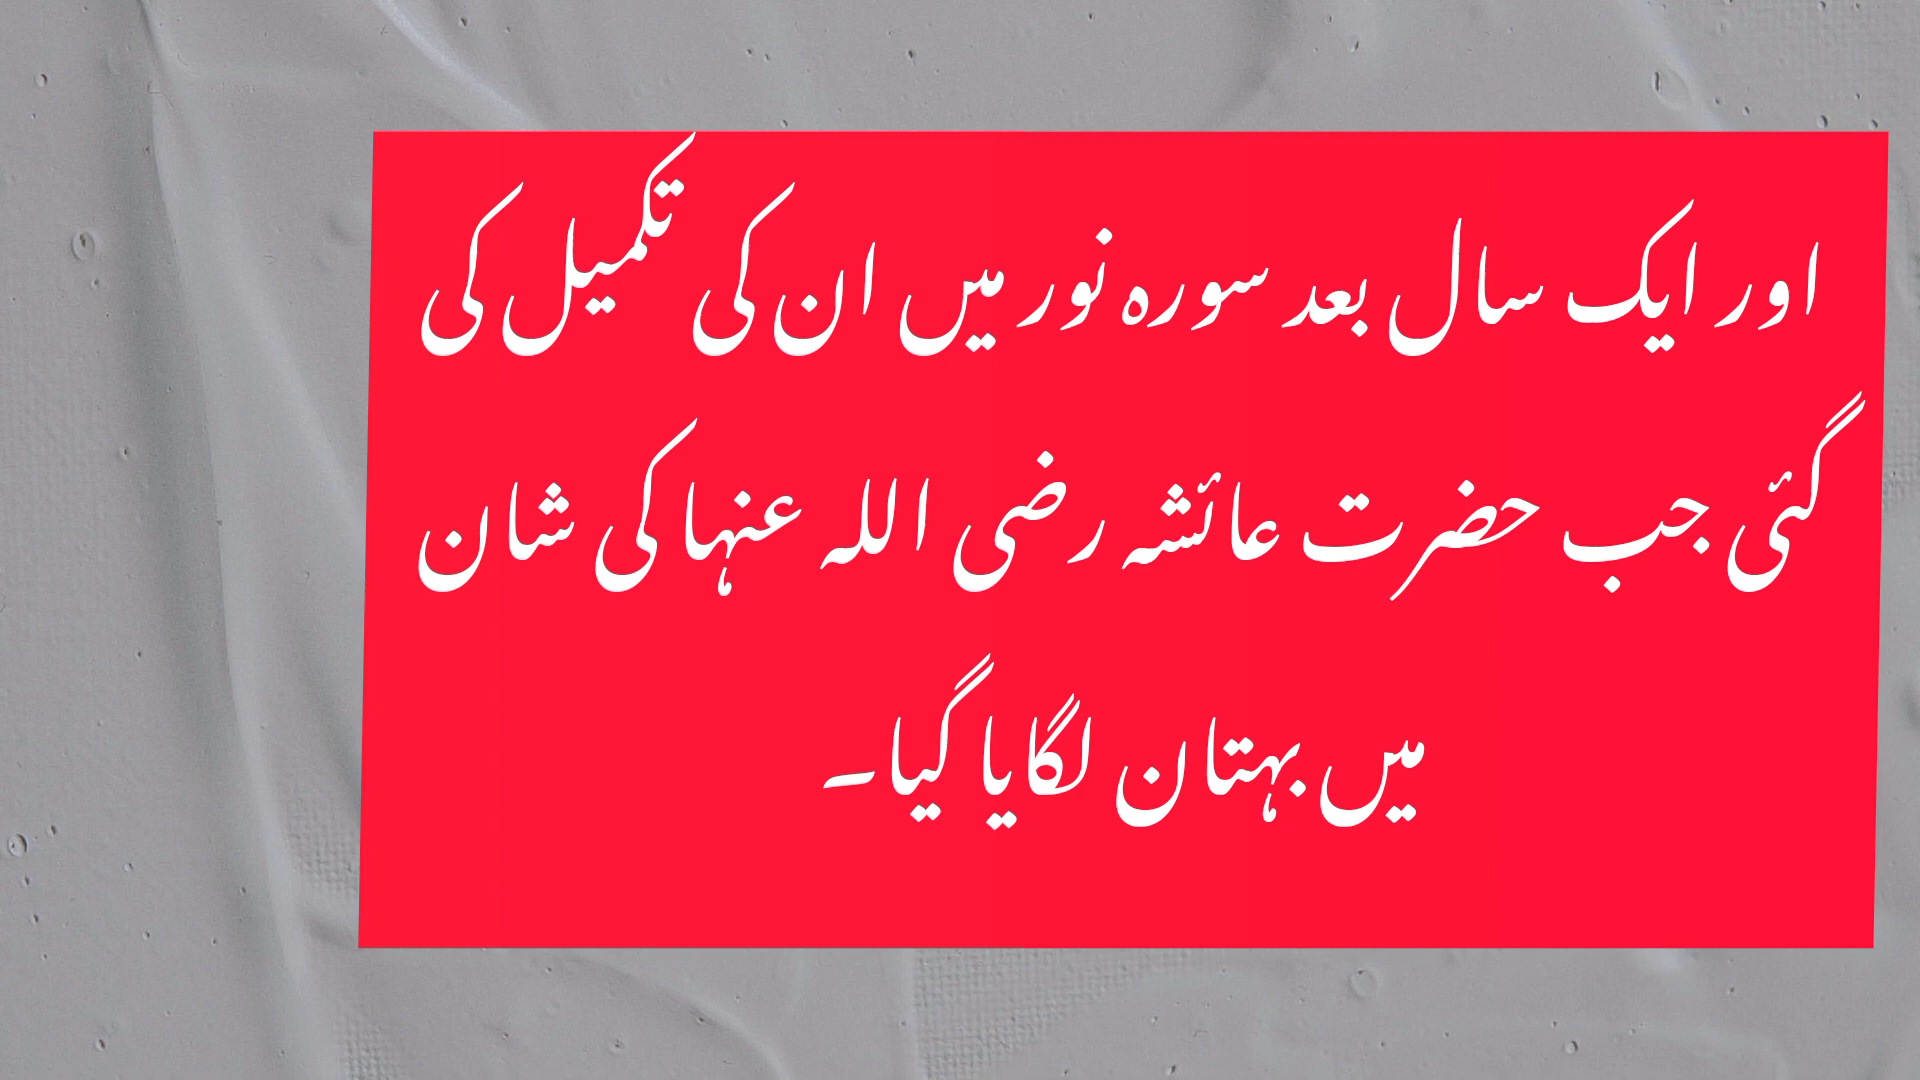 اور ایک سال بعد سورہ نور میں ان کی تکمیل کی
گئی جب حضرت عائشہ رضی اللہ عنہا کی شان
میں بہتان لگایا گیا۔